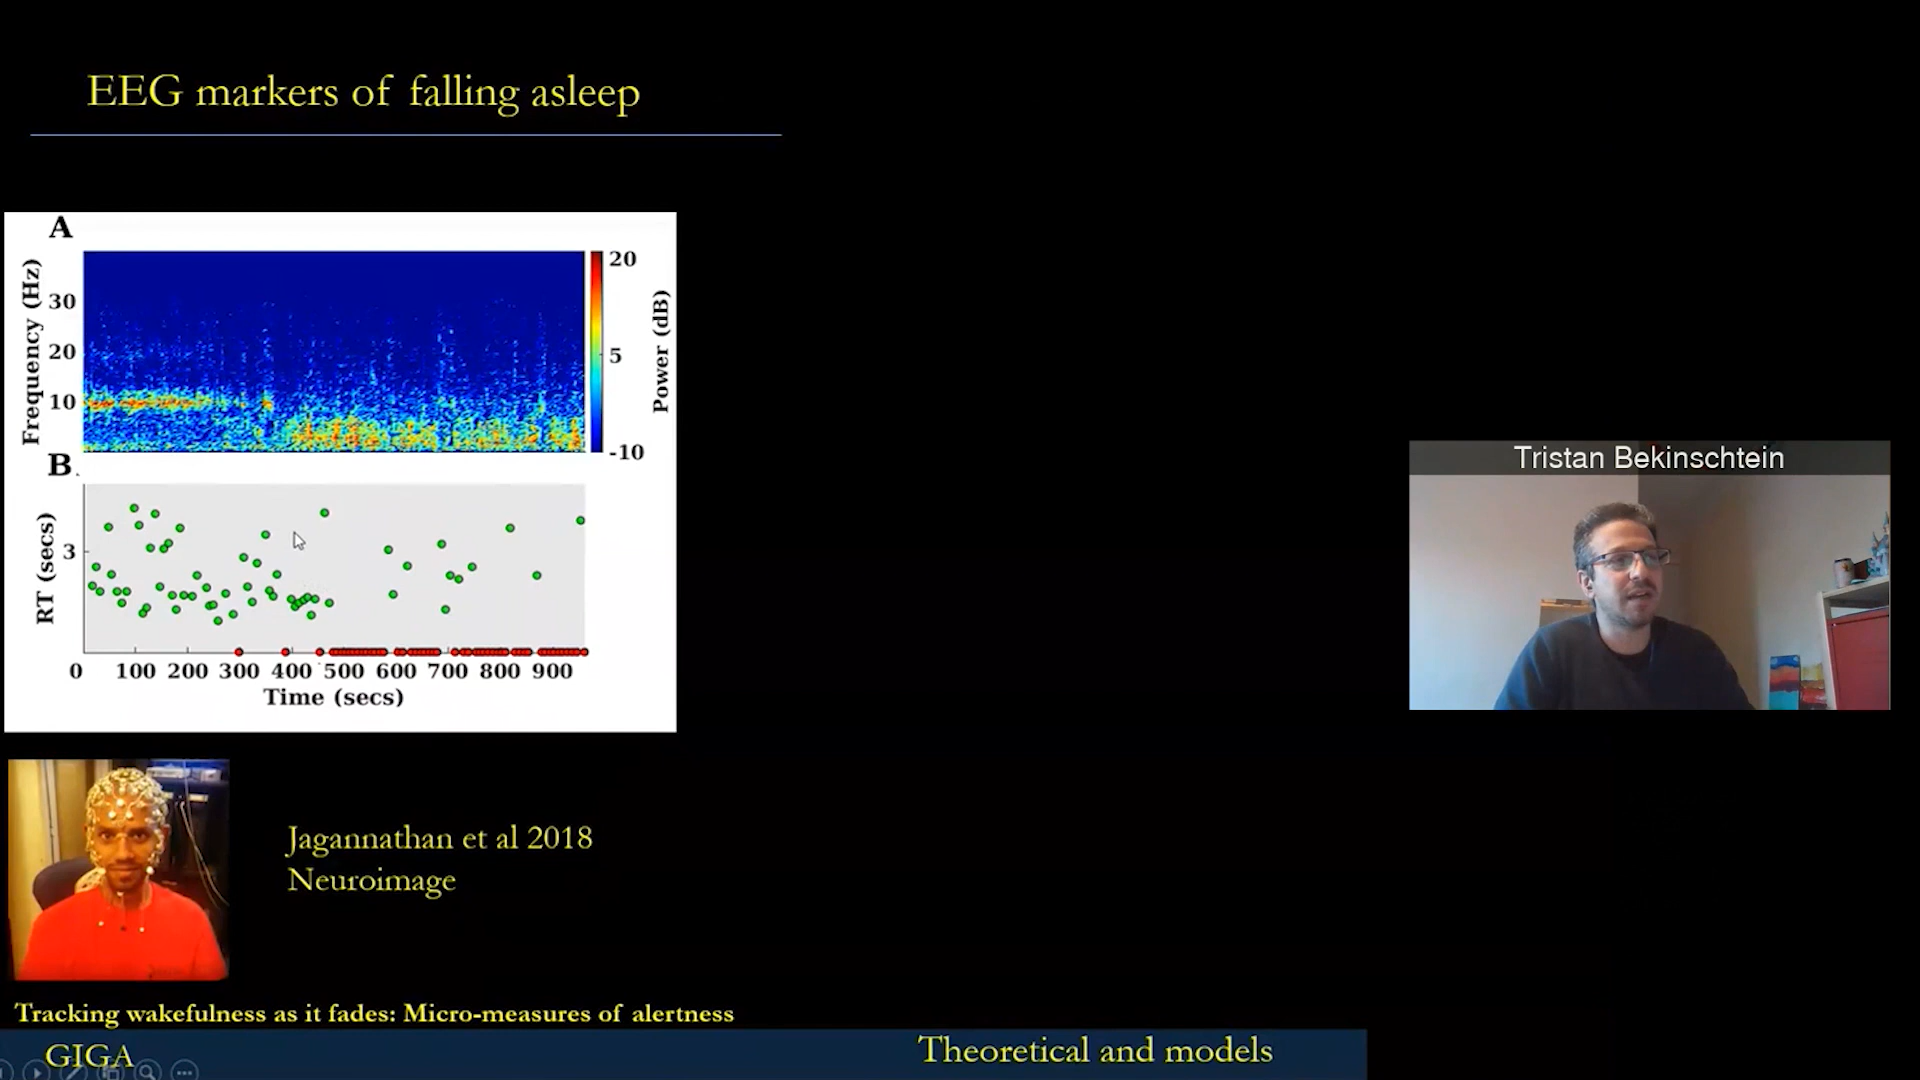 EEG markers of falling asleep
A
Frequency (Hz)
30
20
10
20
5
-10
Power (dB)
B
RT (secs)
3
0 100 200 300 400 500 600 700 800 900
Time (secs)
Tristan Bekinschtein
Jagannathan et al 2018
Neuroimage
Tracking wakefulness as it fades: Micro-measures of alertness
GIGA
Theoretical and models